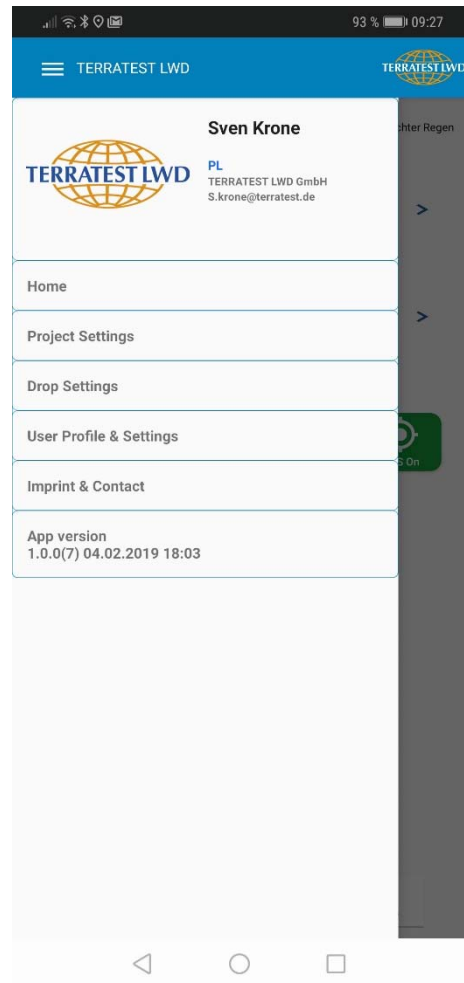 93 % 09:27
TERRATEST LWD
TERRATEST LWD
Sven Krone
TERRATEST LWD
PL
TERRATEST LWD GmbH
S.krone@terratest.de
Regen
>
>
Home
Project Settings
Drop Settings
User Profile & Settings
On
Imprint & Contact
App version
1.0.0(7) 04.02.2019 18:03